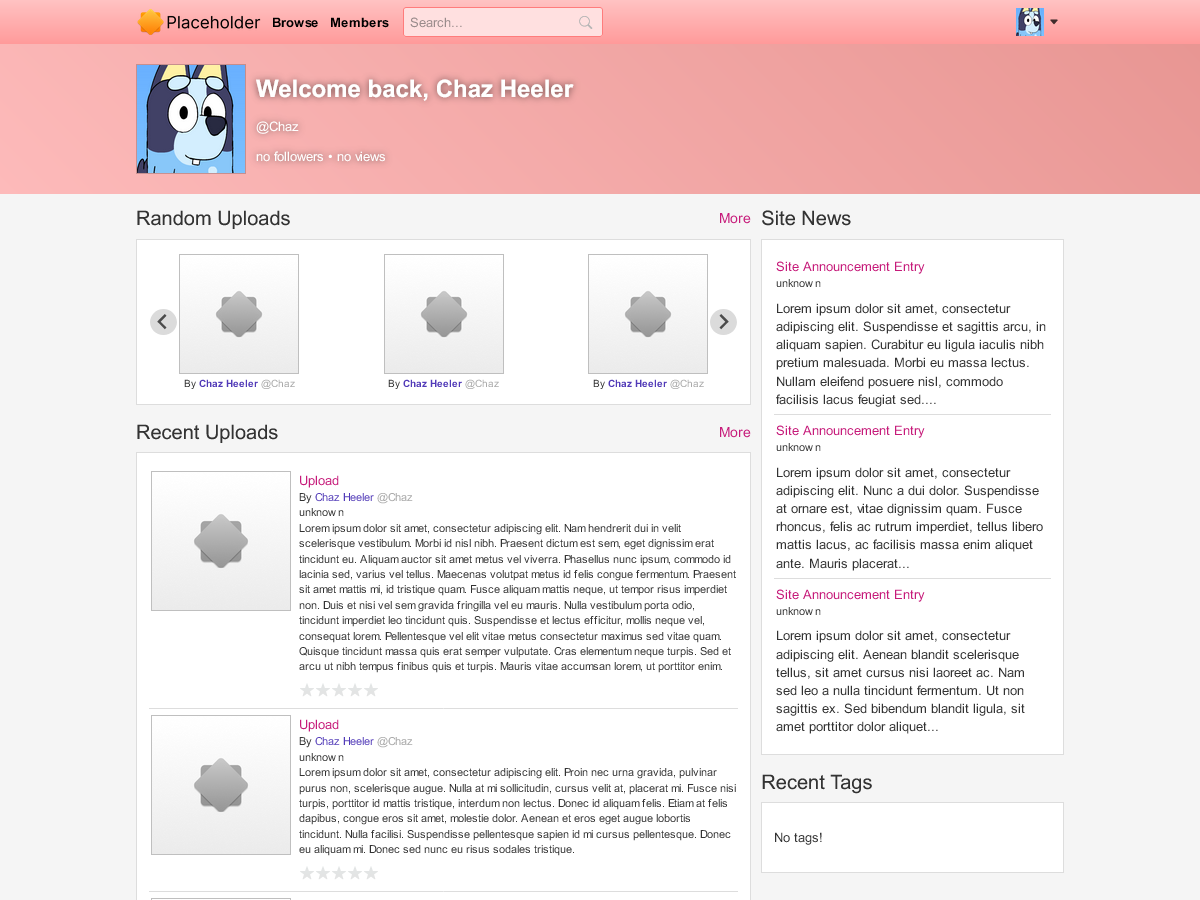 Placeholder Browse Members Search...
Welcome back, Chaz Heeler
@Chaz
no followers • no views
Random Uploads More
By Chaz Heeler @Chaz By Chaz Heeler @Chaz By Chaz Heeler @Chaz
Recent Uploads More
Upload
By Chaz Heeler @Chaz
unknown
Lorem ipsum dolor sit amet, consectetur adipiscing elit. Nam hendrerit dui in velit
scelerisque vestibulum. Morbi id nisl nibh. Praesent dictum est sem, eget dignissim erat
tincidunt eu. Aliquam auctor sit amet metus vel viverra. Phasellus nunc ipsum, commodo id
lacinia sed, varius vel tellus. Maecenas volutpat metus id felis congue fermentum. Praesent
sit amet mattis mi, id tristique quam. Fusce aliquam mattis neque, ut tempor risus imperdiet
non. Duis et nisi vel sem gravida fringilla vel eu mauris. Nulla vestibulum porta odio,
tincidunt imperdiet leo tincidunt quis. Suspendisse et lectus efficitur, mollis neque vel,
consequat lorem. Pellentesque vel elit vitae metus consectetur maximus sed vitae quam.
Quisque tincidunt massa quis erat semper vulputate. Cras elementum neque turpis. Sed et
arcu ut nibh tempus finibus quis et turpis. Mauris vitae accumsan lorem, ut porttitor enim.
Upload
By Chaz Heeler @Chaz
unknown
Lorem ipsum dolor sit amet, consectetur adipiscing elit. Proin nec urna gravida, pulvinar
purus non, scelerisque augue. Nulla at mi sollicitudin, cursus velit at, placerat mi. Fusce nisi
turpis, porttitor id mattis tristique, interdum non lectus. Donec id aliquam felis. Etiam at felis
dapibus, congue eros sit amet, molestie dolor. Aenean et eros eget augue lobortis
tincidunt. Nulla facilisi. Suspendisse pellentesque sapien id mi cursus pellentesque. Donec
eu aliquam mi. Donec sed nunc eu risus sodales tristique.
Site News
Site Announcement Entry
unknown
Lorem ipsum dolor sit amet, consectetur
adipiscing elit. Suspendisse et sagittis arcu, in
aliquam sapien. Curabitur eu ligula iaculis nibh
pretium malesuada. Morbi eu massa lectus.
Nullam eleifend posuere nisl, commodo
facilisis lacus feugiat sed....
Site Announcement Entry
unknown
Lorem ipsum dolor sit amet, consectetur
adipiscing elit. Nunc a dui dolor. Suspendisse
at ornare est, vitae dignissim quam. Fusce
rhoncus, felis ac rutrum imperdiet, tellus libero
mattis lacus, ac facilisis massa enim aliquet
ante. Mauris placerat...
Site Announcement Entry
unknown
Lorem ipsum dolor sit amet, consectetur
adipiscing elit. Aenean blandit scelerisque
tellus, sit amet cursus nisi laoreet ac. Nam
sed leo a nulla tincidunt fermentum. Ut non
sagittis ex. Sed bibendum blandit ligula, sit
amet porttitor dolor aliquet...
Recent Tags
No tags!